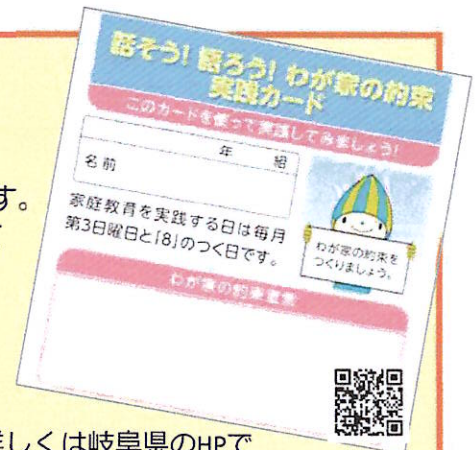 話そう! 語ろう! わが家の約束
実践カード
このカードを使って実践してみましょう!
年 組
名前
家庭教育を実践する日は毎月
第3日曜日と「8」のつく日です。
わが家の約束を
つくりましょう。
わが家の約束宣言
す。
詳しくは岐阜県のHPで